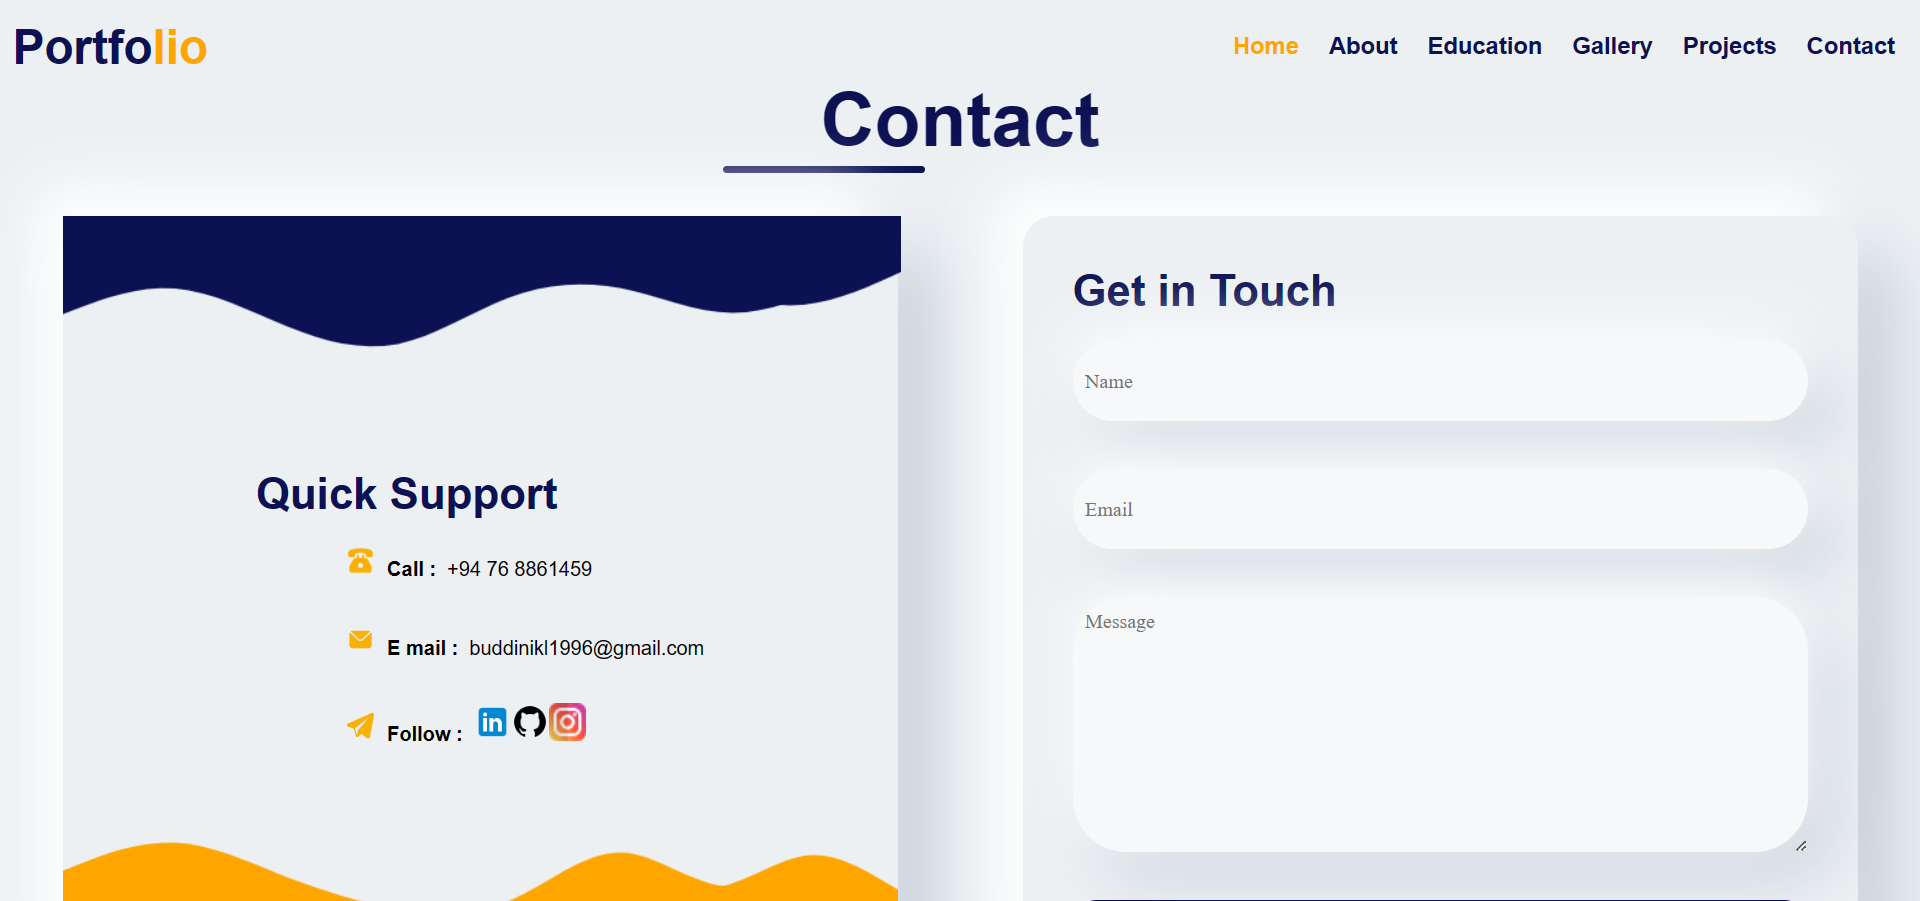 Portfolio
Home About Education Gallery Projects Contact
Contact
Quick Support
Call : +94 76 8861459
E mail : buddinikl1996@gmail.com
Follow : in
Get in Touch
Name
Email
Message